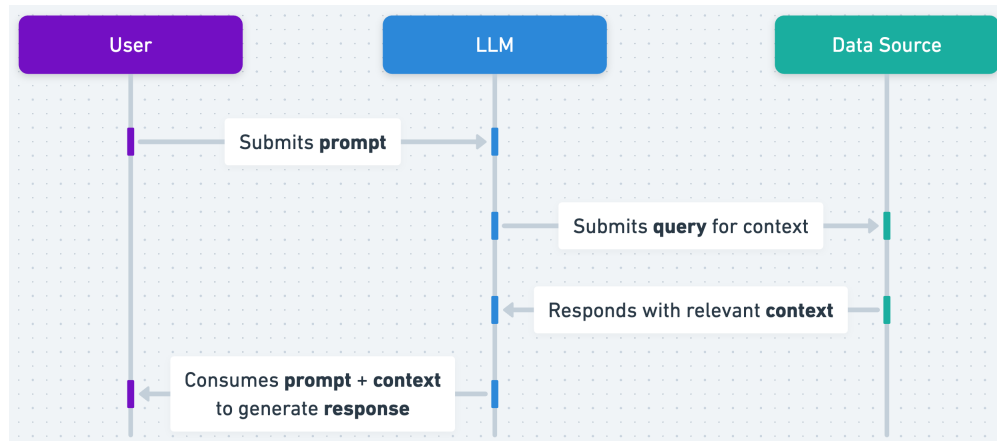 User
LLM
Data Source
Submits prompt
Submits query for context
Responds with relevant context
Consumes prompt + context
to generate response